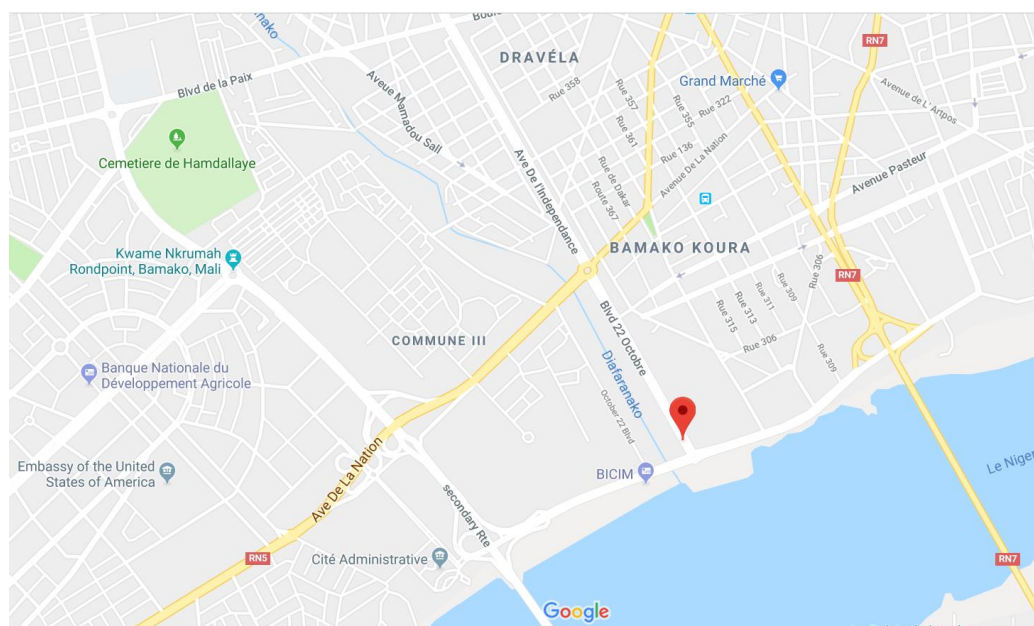 anako
Boule
DRAVÉLA
RN7
Blvd de la Paix
Aveue Mamadou Sall
Rue 358
Rue 357
Grand Marché
Rue 355
Rue 322
Avenue de L'Artpos
Cemetiere de Hamdallaye
Rue 361
Rue 136
Avenue De La Nation
Ave De l'Independance
Rue de Dakar
Route 367
Avenue Pasteur
Kwame Nkrumah
Rondpoint, Bamako, Mali
BAMAKO KOURA
RN7
Rue 306
Rue 309
Rue 311
Rue 313
Rue 315
Blvd 22 Octobre
COMMUNE III
Rue 306
Rue 309
Banque Nationale du
Développement Agricole
Diafaranako
October 22 Blvd
Embassy of the United
States of America
Ave De La Nation
BICIM
Le Niger
secondary Rte
RN5
Cité Administrative
RN7
Google